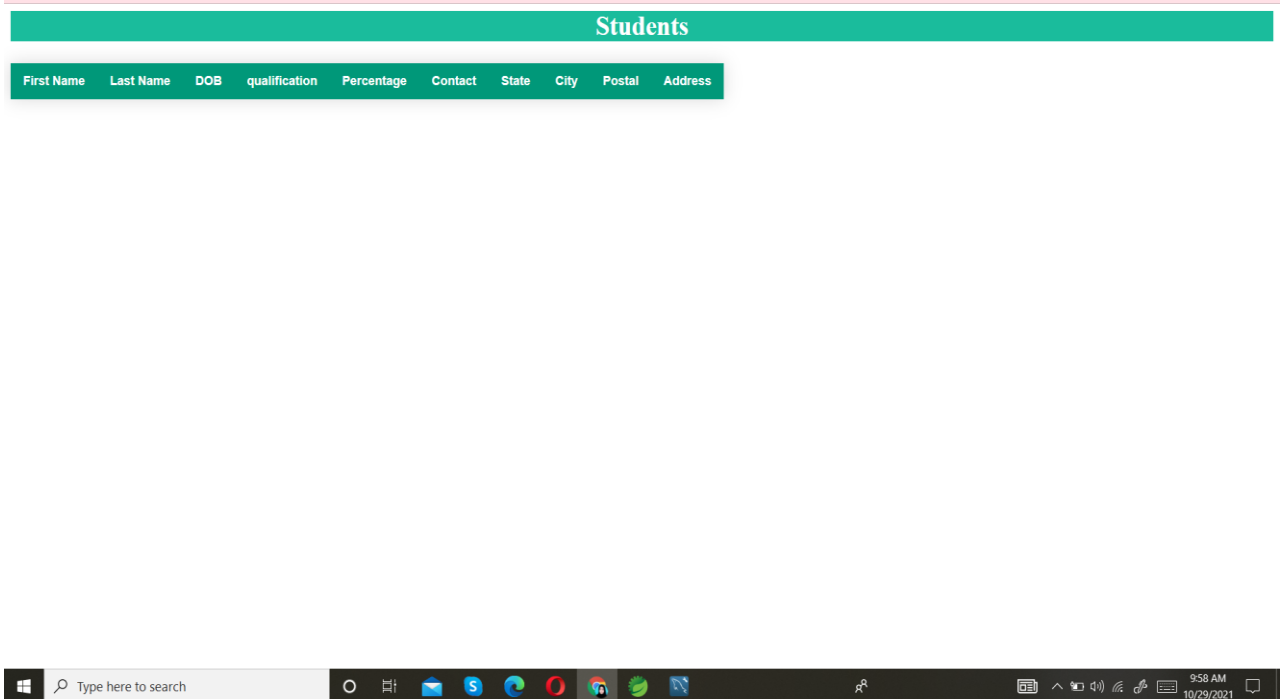 Students
First Name Last Name DOB qualification Percentage Contact State City Postal Address
Type here to search
9:58 AM
10/29/2021